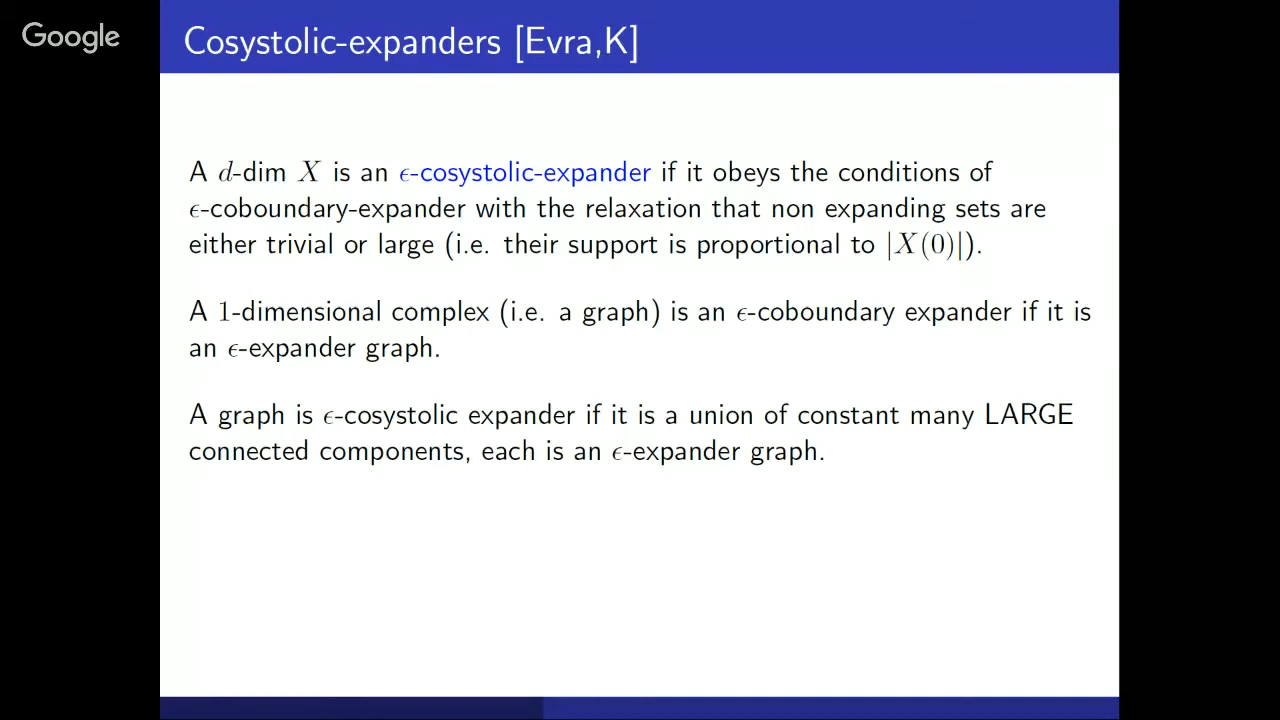 Google
Cosystolic-expanders [Evra,K]
A d-dim X is an ϵ-cosystolic-expander if it obeys the conditions of
ϵ-coboundary-expander with the relaxation that non expanding sets are
either trivial or large (i.e. their support is proportional to |X(0)|).
A 1-dimensional complex (i.e. a graph) is an ϵ-coboundary expander if it is
an ϵ-expander graph.
A graph is ϵ-cosystolic expander if it is a union of constant many LARGE
connected components, each is an ϵ-expander graph.